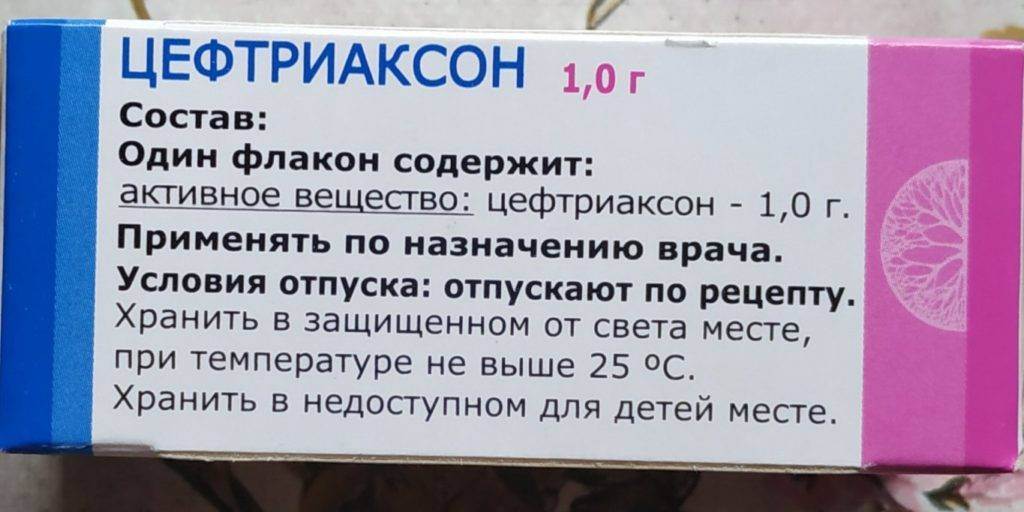 ЦЕФТРИАКСОН 1,0 г
Состав:
Один флакон содержит:
активное вещество: цефтриаксон - 1,0 г.
Применять по назначению врача.
Условия отпуска: отпускают по рецепту.
Хранить в защищенном от света месте,
при температуре не выше 25 ºС.
Хранить в недоступном для детей месте.